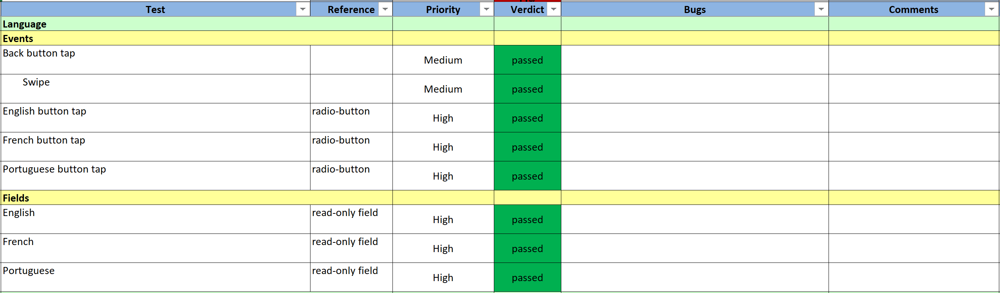 Test Reference Priority Verdict Bugs Comments
Language
Events
Back button tap Medium passed
Swipe Medium passed
English button tap radio-button High passed
French button tap radio-button High passed
Portuguese button tap radio-button High passed
Fields
English read-only field High passed
French read-only field High passed
Portuguese read-only field High passed